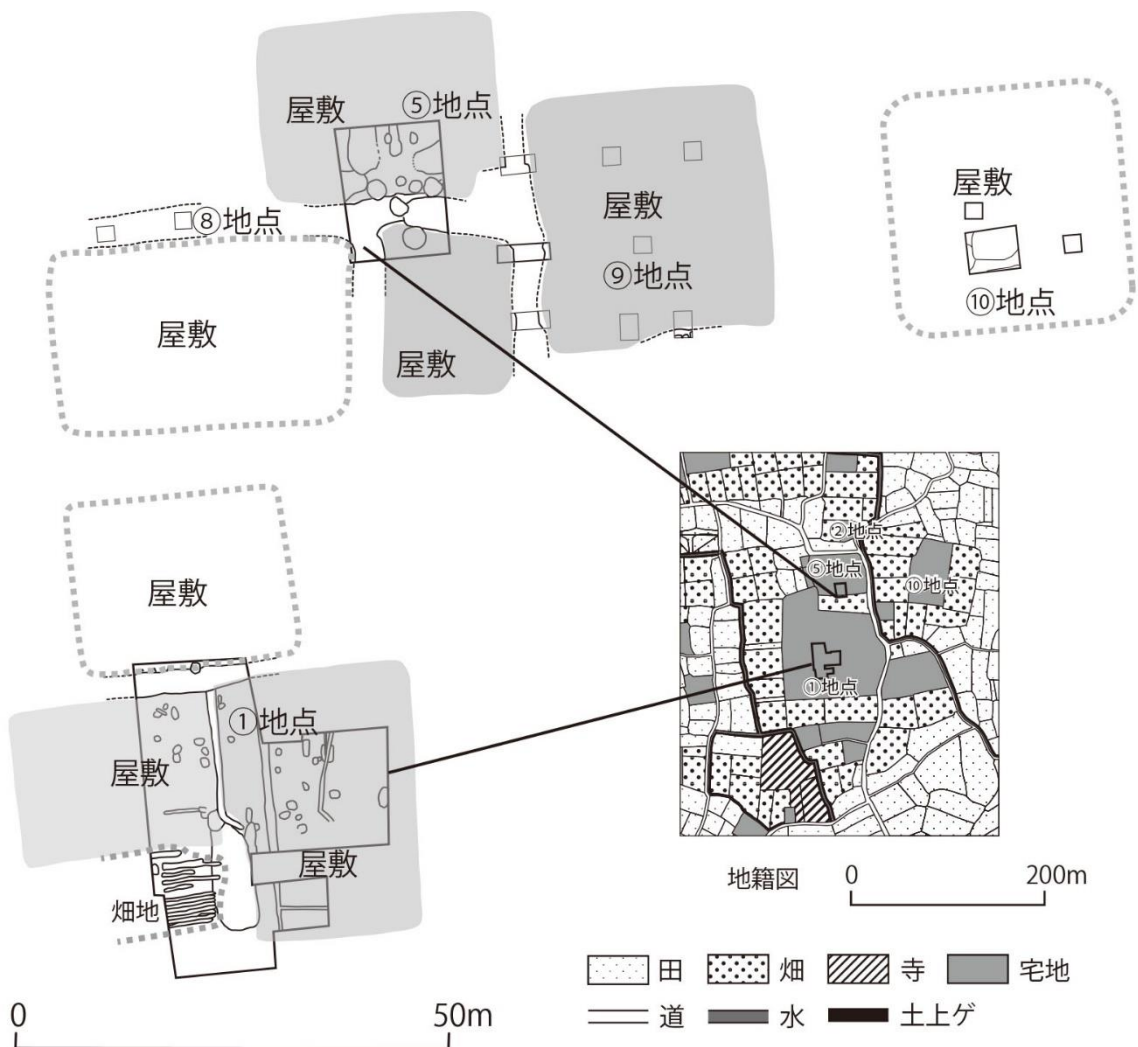 屋敷
⑤地点
屋敷
⑧地点
屋敷
⑨地点
屋敷
⑩地点
屋敷
屋敷
屋敷
①地点
屋敷
屋敷
畑地
0 50m
②地点
⑤地点
⑩地点
①地点
地籍図 0 200m
田 畑 寺 宅地
道 水 土上ゲ